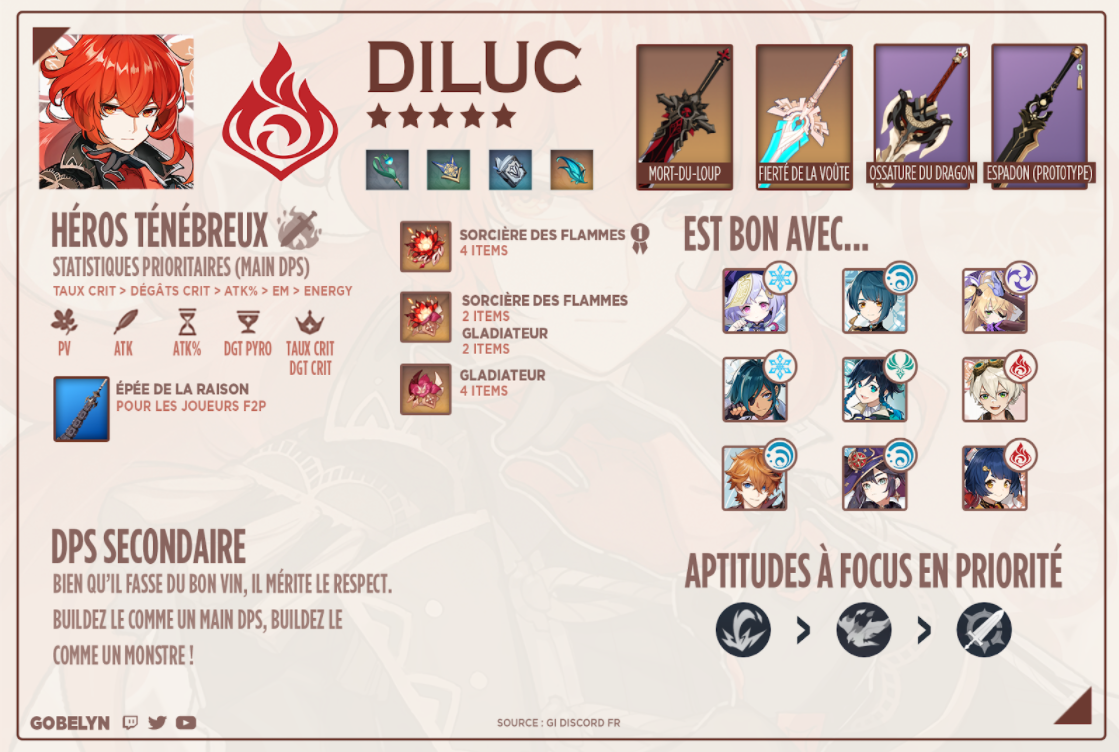 DILUC
MORT-DU-LOUP
FIERTÉ DE LA VOÛTE
OSSATURE DU DRAGON
ESPADON (PROTOTYPE)
HÉROS TÉNÉBREUX
STATISTIQUES PRIORITAIRES (MAIN DPS)
TAUX CRIT > DÉGÂTS CRIT > ATK% > EM > ENERGY
PV
ATK
ATK%
DGT PYRO
TAUX CRIT
DGT CRIT
ÉPÉE DE LA RAISON
POUR LES JOUEURS F2P
SORCIÈRE DES FLAMMES 1
4 ITEMS
SORCIÈRE DES FLAMMES
2 ITEMS
GLADIATEUR
2 ITEMS
GLADIATEUR
4 ITEMS
EST BON AVEC...
DPS SECONDAIRE
BIEN QU'IL FASSE DU BON VIN, IL MÉRITE LE RESPECT.
BUILDEZ LE COMME UN MAIN DPS, BUILDEZ LE
COMME UN MONSTRE !
APTITUDES À FOCUS EN PRIORITÉ
> >
GOBELYN
SOURCE : GI DISCORD FR